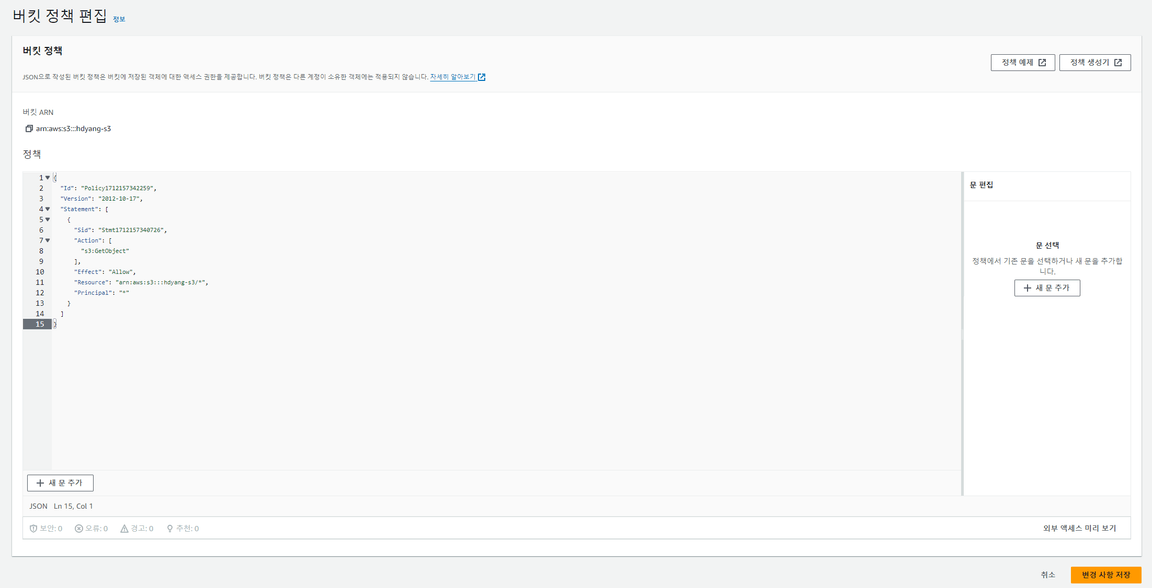 버킷 정책 편집 정보
버킷 정책
JSON으로 작성된 버킷 정책은 버킷에 저장된 객체에 대한 액세스 권한을 제공합니다. 버킷 정책은 다른 계정이 소유한 객체에는 적용되지 않습니다. 자세히 알아보기
정책 예제
정책 생성기
버킷 ARN
arn:aws:s3:::hdyang-s3
정책
1 {
2 "Id": "Policy1712157342259",
3 "Version": "2012-10-17",
4 "Statement": [
5 {
6 "Sid": "Stmt1712157340726",
7 "Action": [
8 "s3:GetObject"
9 ],
10 "Effect": "Allow",
11 "Resource": "arn:aws:s3:::hdyang-s3/*",
12 "Principal": "*"
13 }
14 ]
15 }
문 편집
문 선택
정책에서 기존 문을 선택하거나 새 문을 추가합
니다.
+ 새 문 추가
+ 새 문 추가
JSON Ln 15, Col 1
보안: 0 오류: 0 경고: 0 추천: 0
외부 액세스 미리 보기
취소
변경 사항 저장